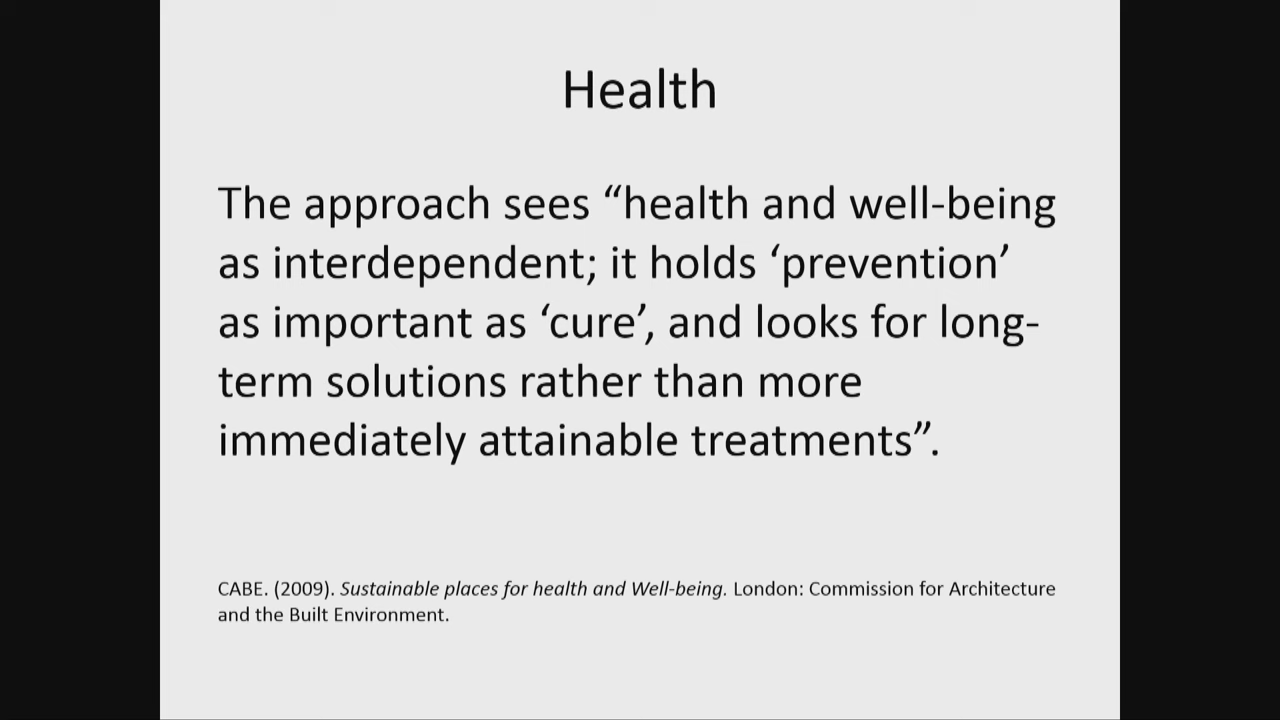 Health
The approach sees “health and well-being
as interdependent; it holds ‘prevention’
as important as ‘cure’, and looks for long-
term solutions rather than more
immediately attainable treatments”.
CABE. (2009). Sustainable places for health and Well-being. London: Commission for Architecture
and the Built Environment.